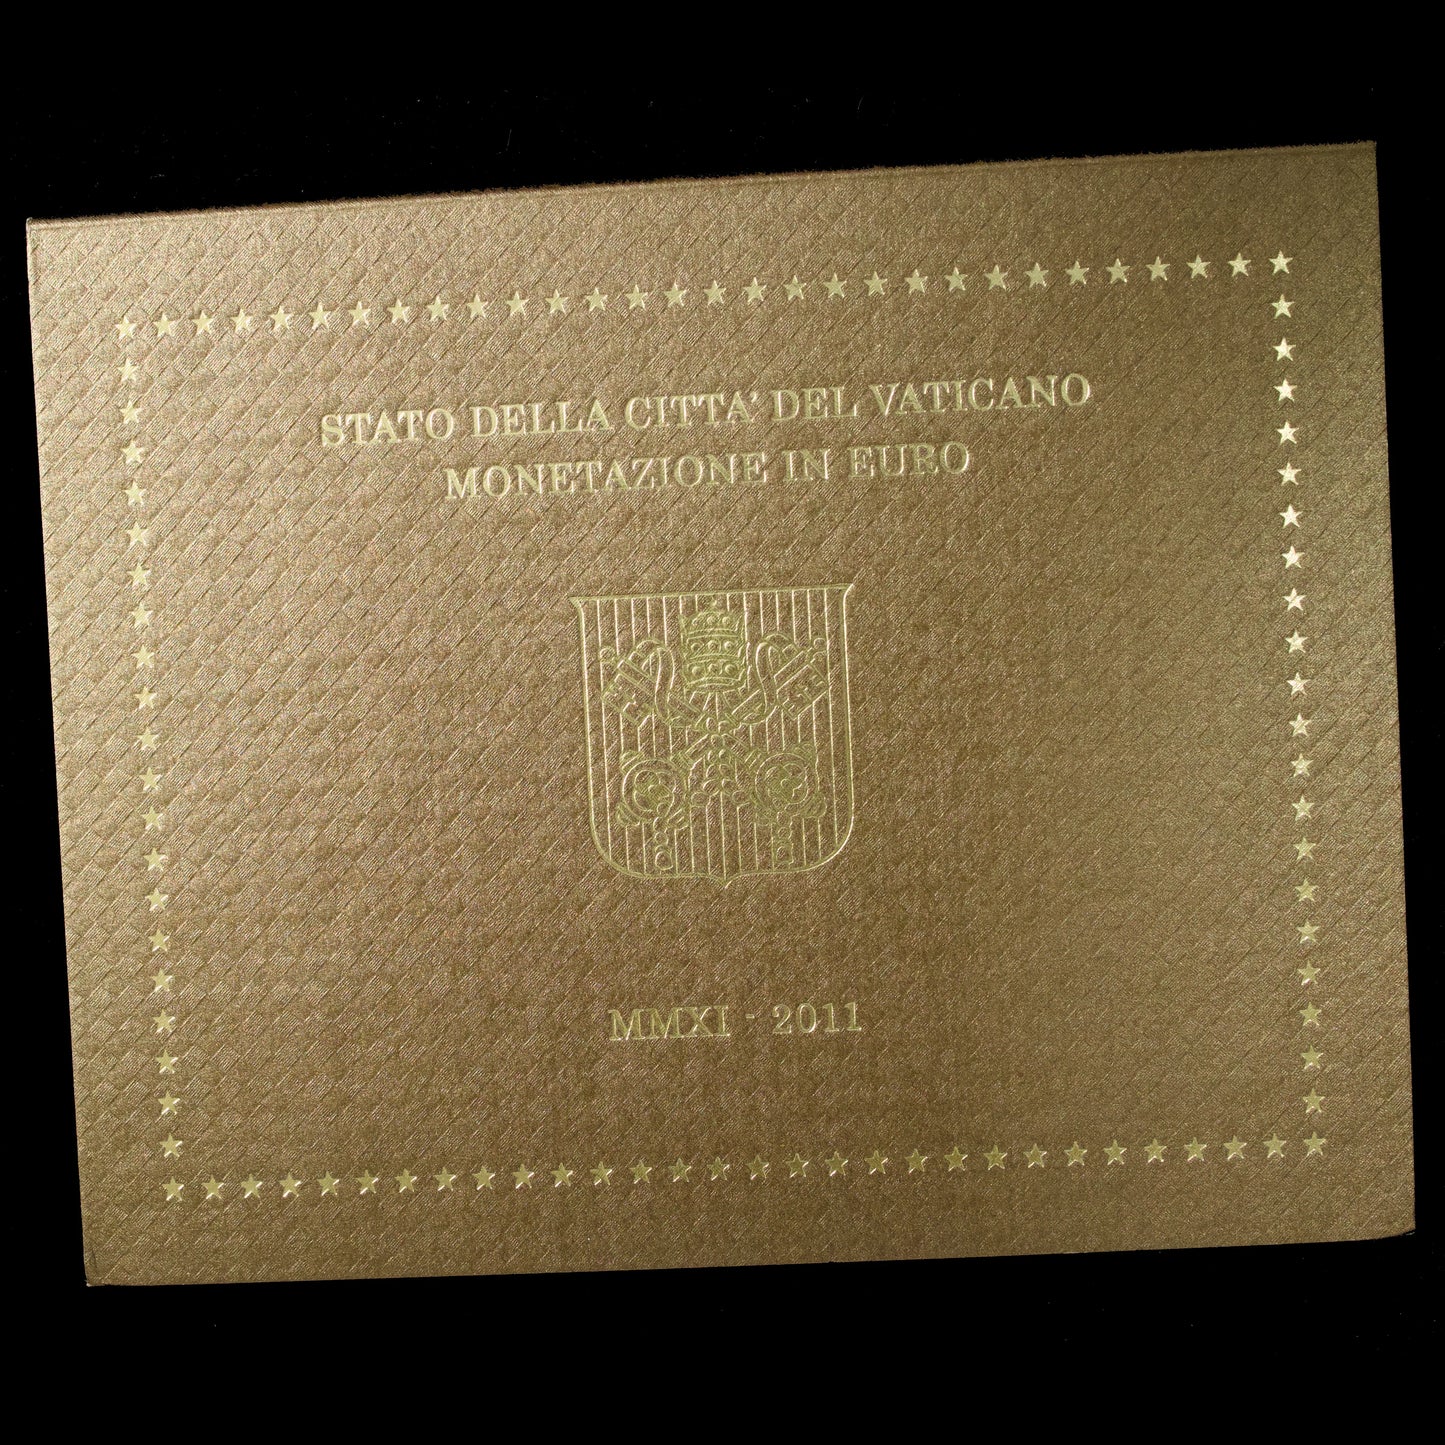 STATO DELLA CITTA' DEL VATICANO
MONETAZIONE IN EURO
MMXI - 2011